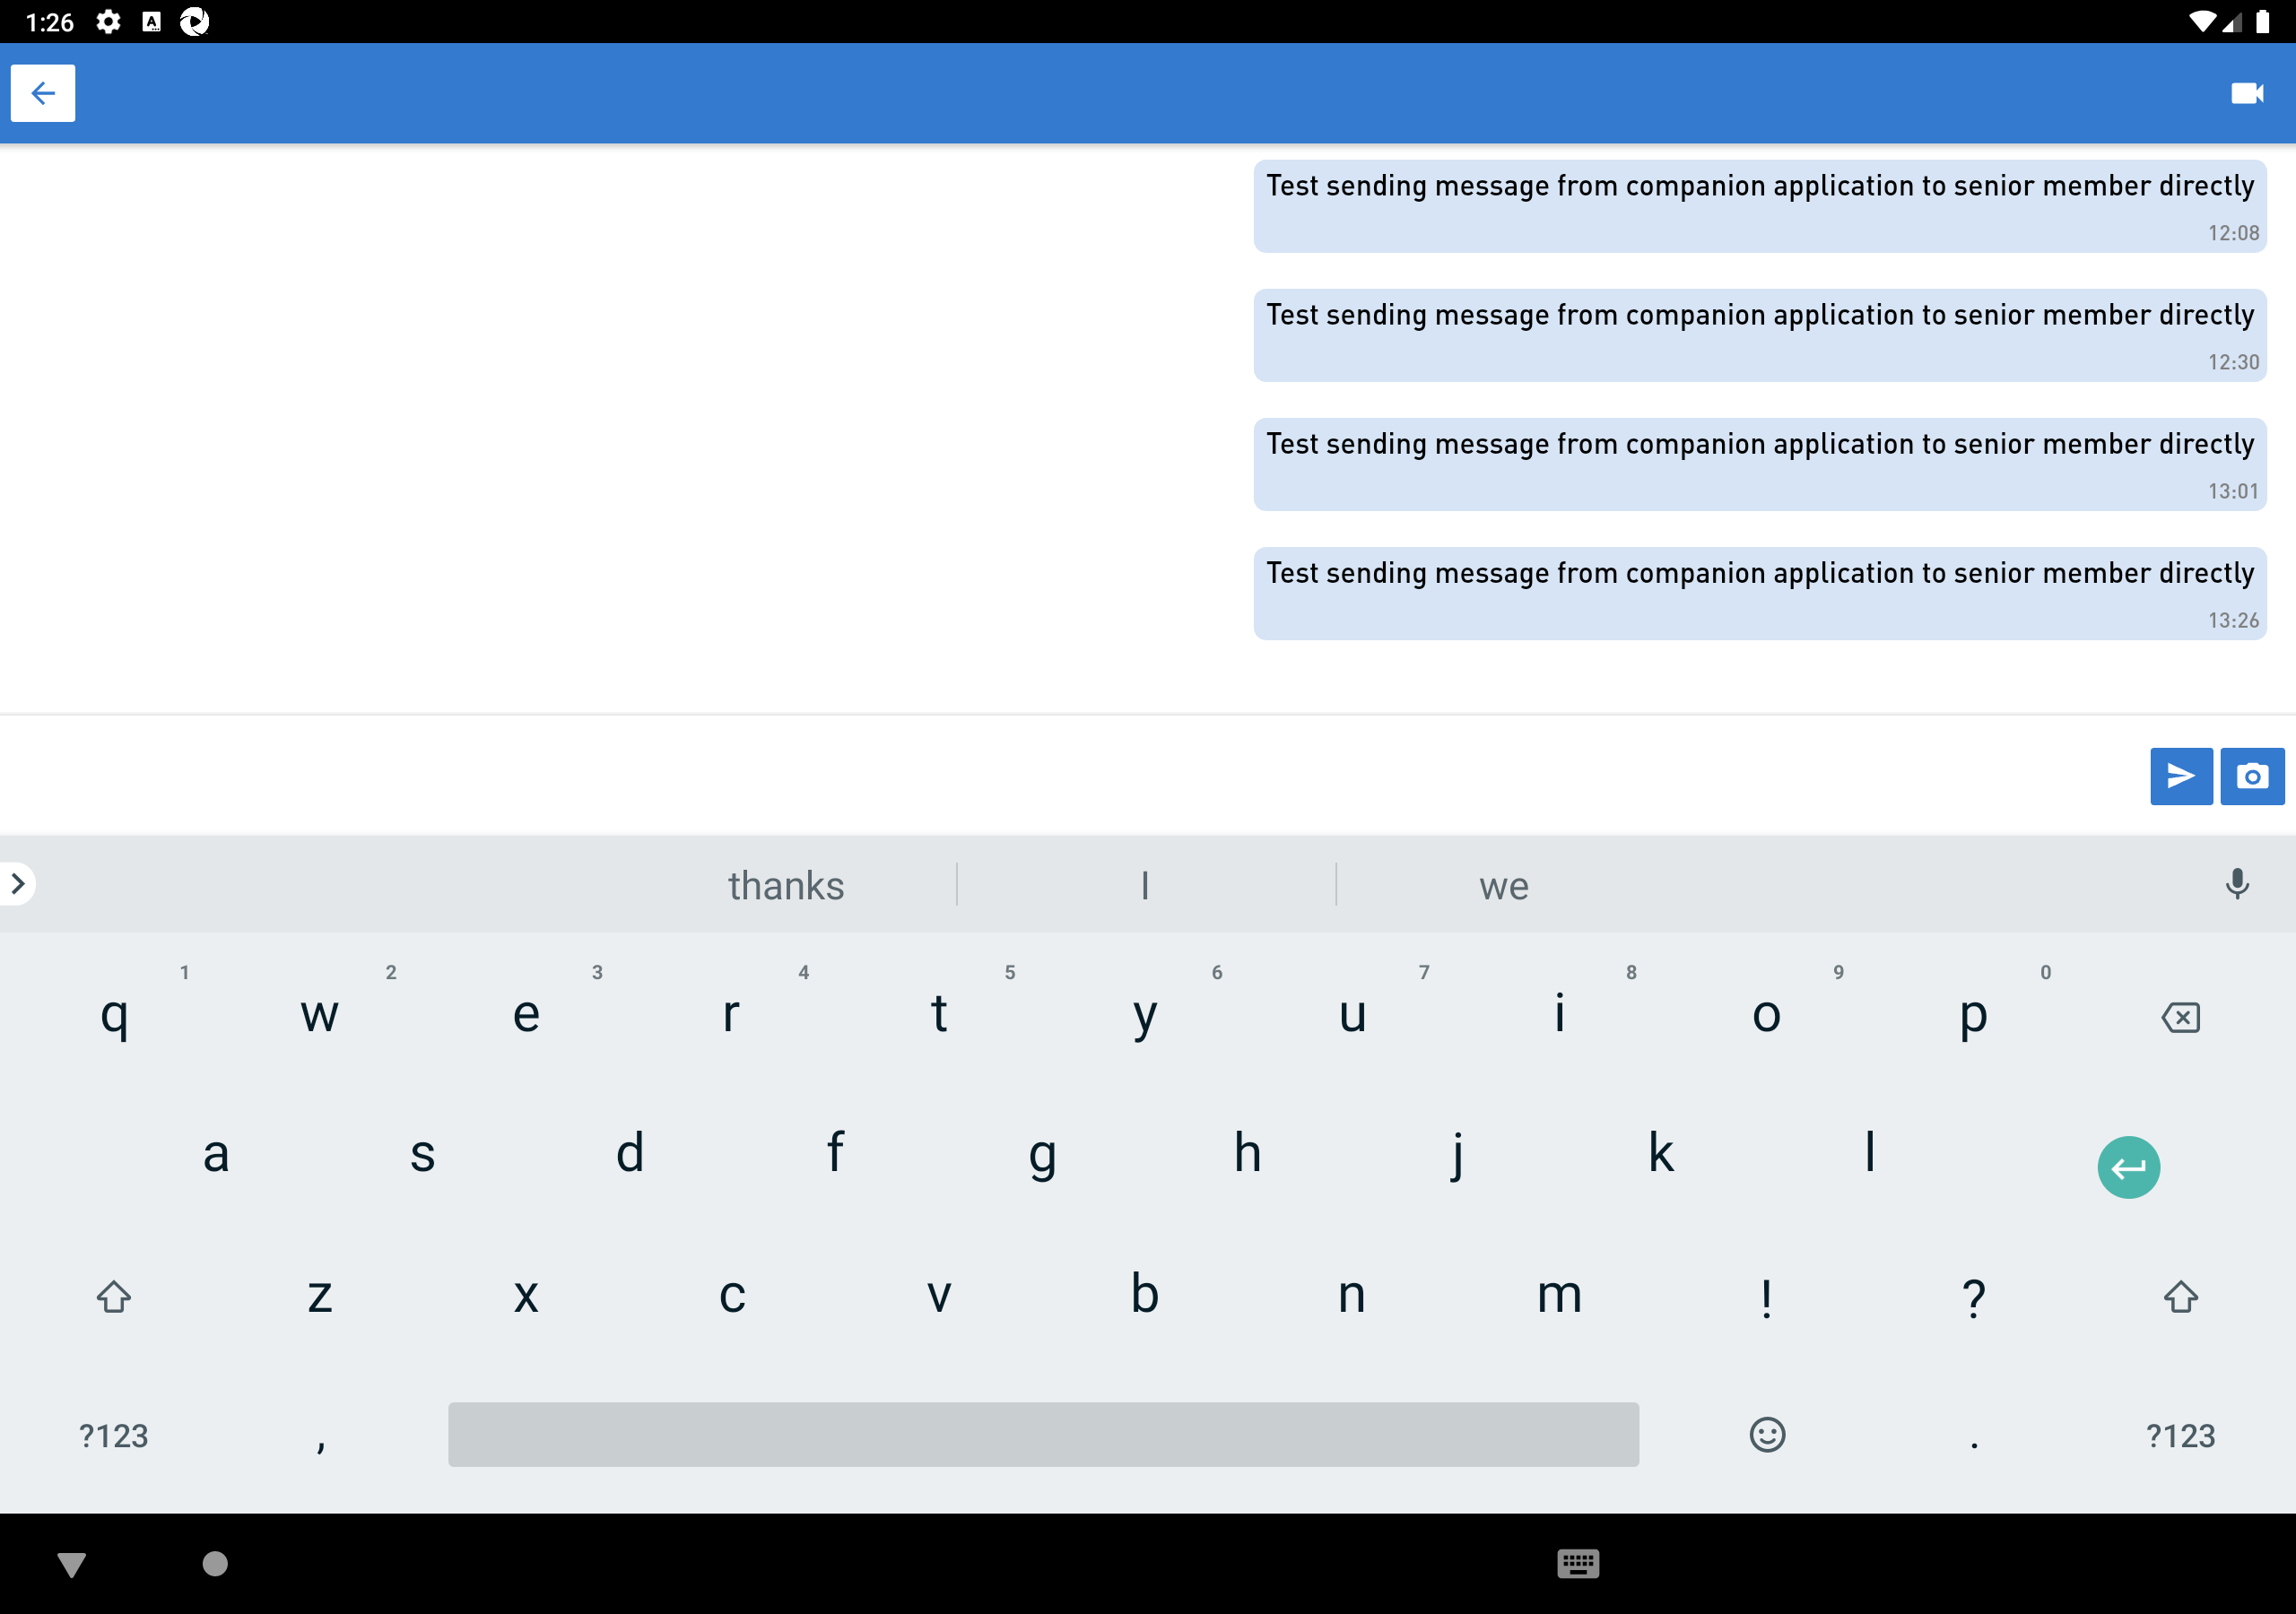 1:26
Test sending message from companion application to senior member directly
12:08
Test sending message from companion application to senior member directly
12:30
Test sending message from companion application to senior member directly
13:01
Test sending message from companion application to senior member directly
13:26
thanks I we
1 2 3 4 5 6 7 8 9 0
q w e r t y u i o p
a s d f g h j k l
z x c v b n m ! ?
?123 , . ?123